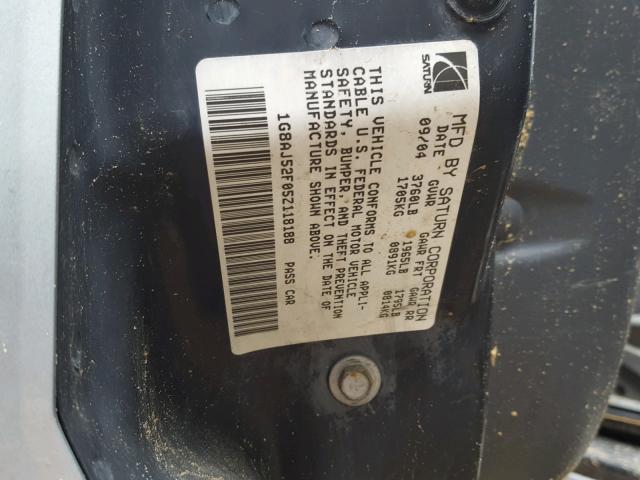 SATURN
MFD BY SATURN CORPORATION
DATE GVWR GAWR FRT GAWR RR
09/04 3760LB 1965LB 1795LB
1705KG 0891KG 0814KG
THIS VEHICLE CONFORMS TO ALL APPLI-
CABLE U.S. FEDERAL MOTOR VEHICLE
SAFETY, BUMPER, AND THEFT PREVENTION
STANDARDS IN EFFECT ON THE DATE OF
MANUFACTURE SHOWN ABOVE.
1G8AJ52F05Z118188 PASS CAR